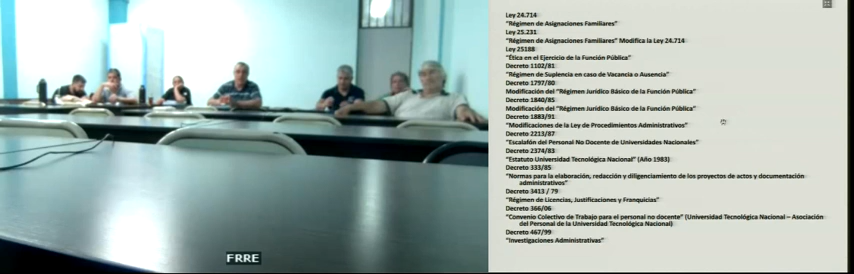 Ley 24.714
"Régimen de Asignaciones Familiares"
Ley 25.231
"Régimen de Asignaciones Familiares" Modifica la Ley 24.714
Ley 25188
"Ética en el Ejercicio de la Función Pública"
Decreto 1102/81
"Régimen de Suplencia en caso de Vacancia o Ausencia"
Decreto 1797/80
Modificación del "Régimen Jurídico Básico de la Función Pública"
Decreto 1840/85
Modificación del "Régimen Jurídico Básico de la Función Pública"
Decreto 1883/91
"Modificaciones de la Ley de Procedimientos Administrativos"
Decreto 2213/87
"Escalafón del Personal No Docente de Universidades Nacionales"
Decreto 2374/83
"Estatuto Universidad Tecnológica Nacional" (Año 1983)
Decreto 333/85
"Normas para la elaboración, redacción y diligenciamiento de los proyectos de actos y documentación
administrativos"
Decreto 3413 / 79
"Régimen de Licencias, Justificaciones y Franquicias"
Decreto 366/06
"Convenio Colectivo de Trabajo para el personal no docente" (Universidad Tecnológica Nacional – Asociación
del Personal de la Universidad Tecnológica Nacional)
Decreto 467/99
"Investigaciones Administrativas"
FRRE